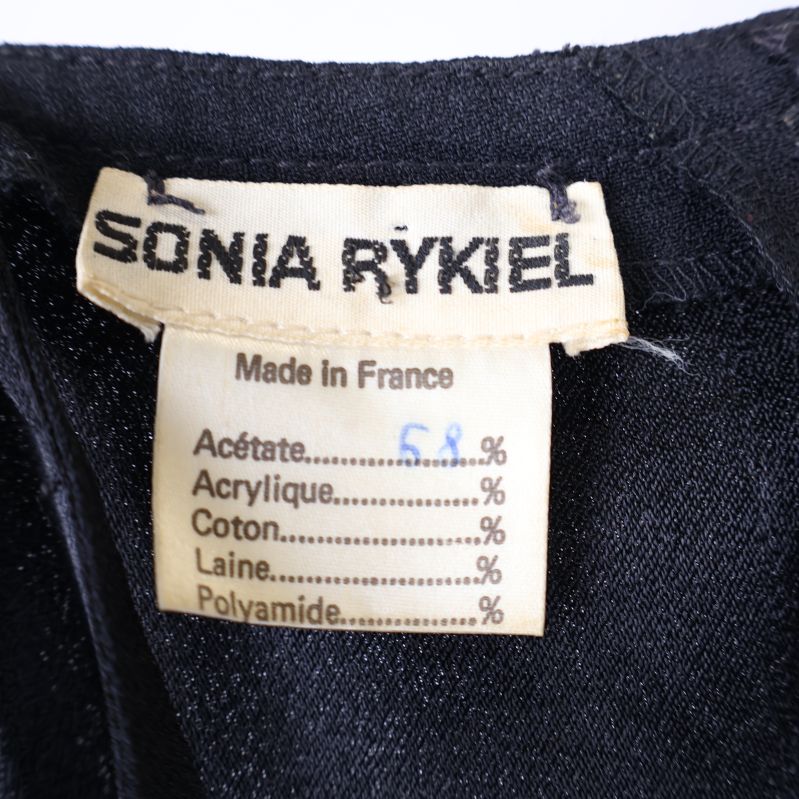 SONIA RYKIEL
Made in France
Acétate....................68..%
Acrylique.................%
Coton.......................%
Laine........................%
Polyamide................%